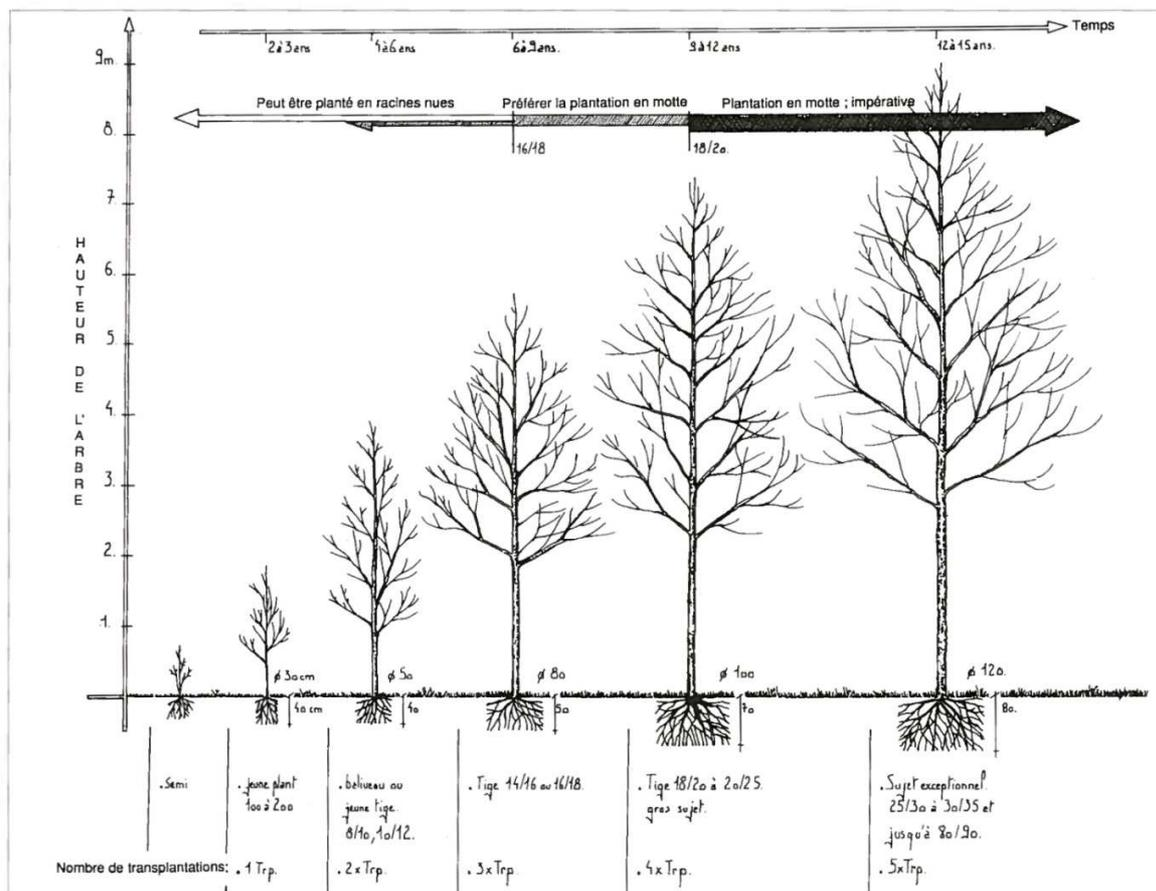 Temps
2 à 3 ans
4 à 6 ans
6 à 9 ans.
9 à 12 ans
12 à 15 ans.
9m.
Peut être planté en racines nues
Préférer la plantation en motte
Plantation en motte ; impérative
8.
16/18
18/20.
7.
6.
5.
4.
3.
2.
1.
HAUTEUR DE L'ARBRE
ø 30 cm
ø 50
ø 80
ø 100
ø 120.
40 cm
40
50
70
80.
. Semi
. jeune plant
100 à 200
. baliveau ou
jeune tige.
8/10, 10/12.
. Tige 14/16 ou 16/18.
. Tige 18/20 à 20/25.
gros sujet.
. Sujet exceptionnel.
25/30 à 30/35 et
jusqu'à 80/90.
Nombre de transplantations:
. 1 Trp.
. 2 x Trp.
. 3 x Trp.
. 4 x Trp.
. 5 x Trp.